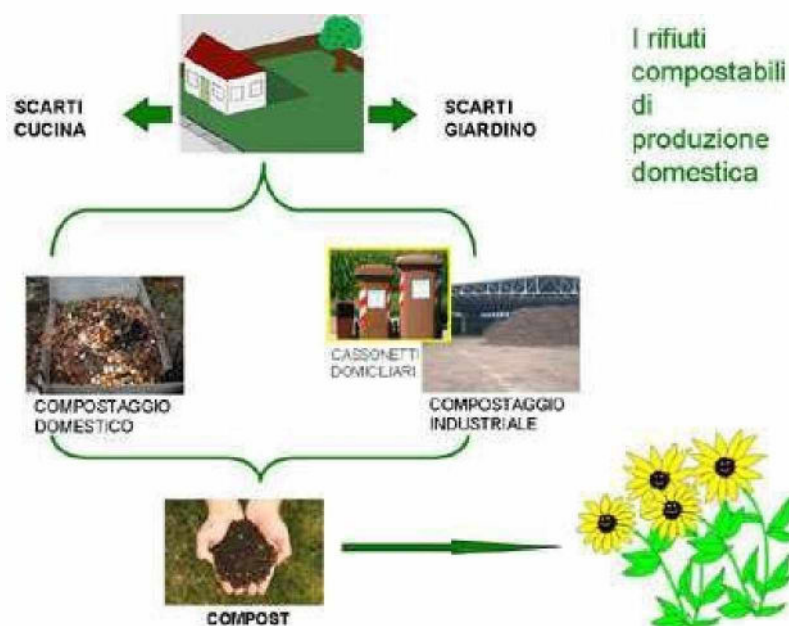 I rifiuti
compostabili
di
produzione
domestica
SCARTI
CUCINA
SCARTI
GIARDINO
CASSONETTI
DOMICILIARI
COMPOSTAGGIO
DOMESTICO
COMPOSTAGGIO
INDUSTRIALE
COMPOST